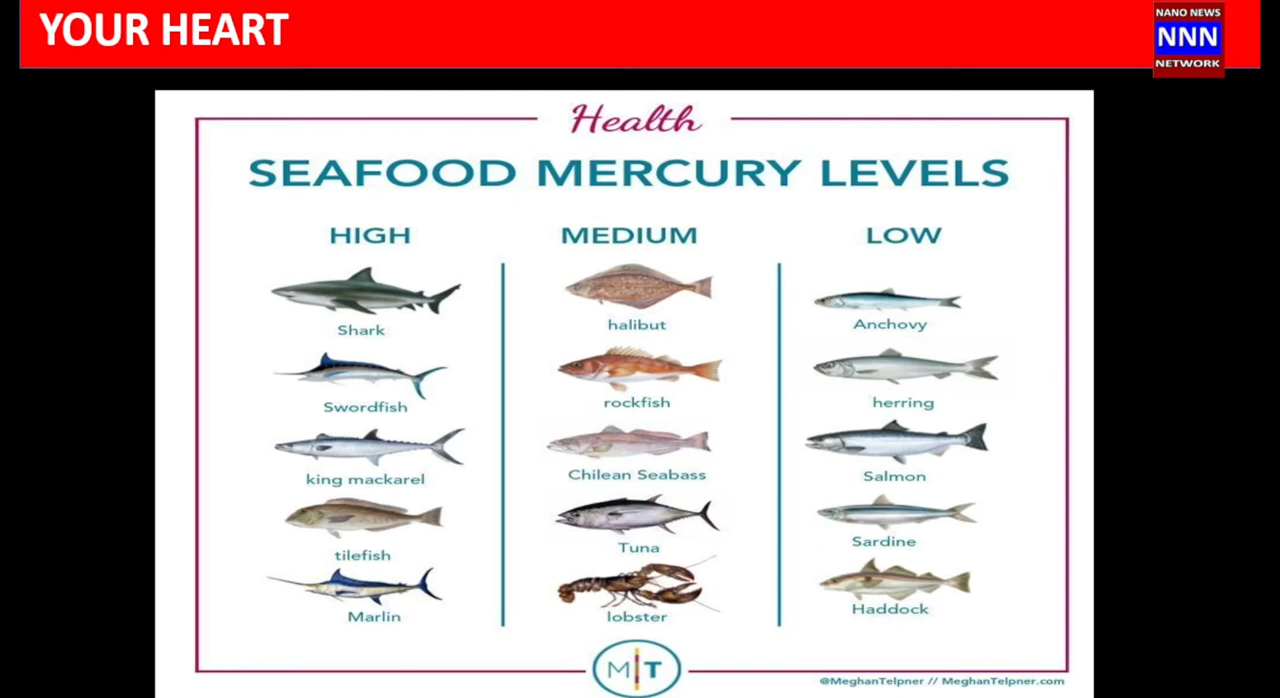 YOUR HEART
NANO NEWS
NNN
NETWORK
Health
SEAFOOD MERCURY LEVELS
HIGH
MEDIUM
LOW
Shark
halibut
Anchovy
Swordfish
rockfish
herring
king mackarel
Chilean Seabass
Salmon
tilefish
Tuna
Sardine
Marlin
lobster
Haddock
M T
@MeghanTelpner // MeghanTelpner.com